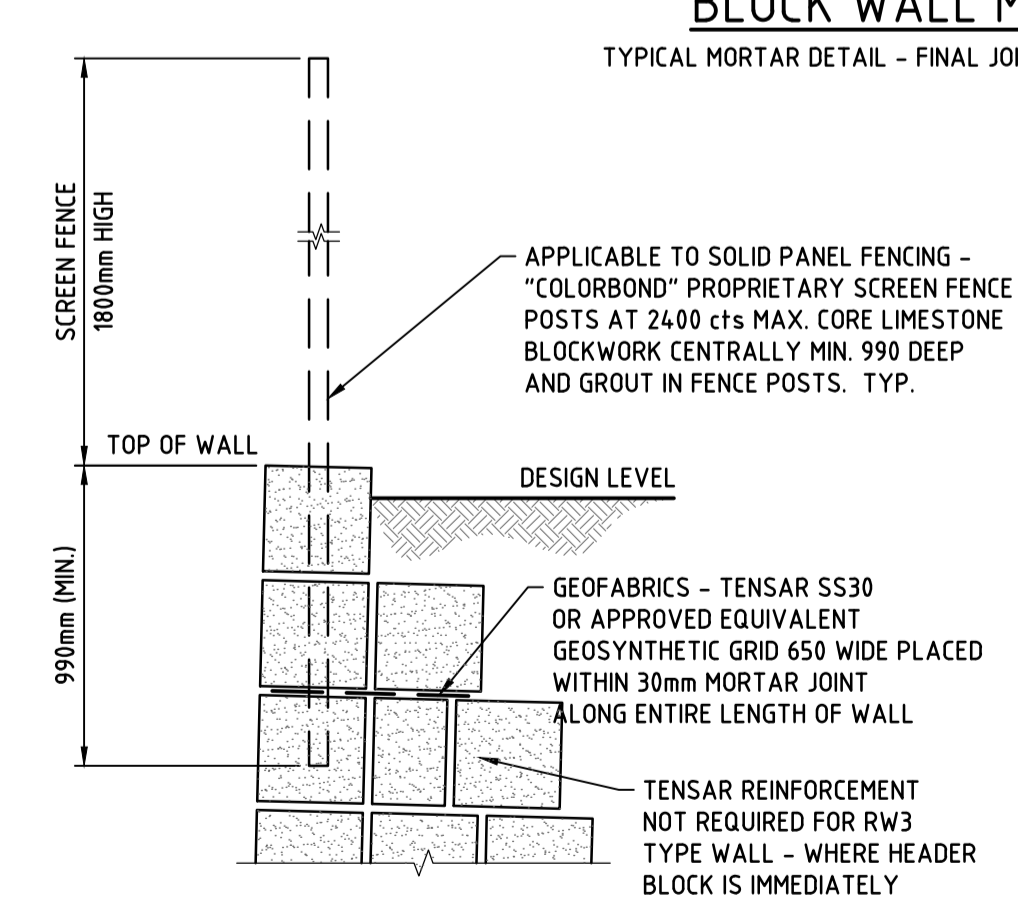 BLOCK WALL
TYPICAL MORTAR DETAIL - FINAL
SCREEN FENCE
1800mm HIGH
APPLICABLE TO SOLID PANEL FENCING -
"COLORBOND" PROPRIETARY SCREEN FENCE
POSTS AT 2400 cts MAX. CORE LIMESTONE
BLOCKWORK CENTRALLY MIN. 990 DEEP
AND GROUT IN FENCE POSTS. TYP.
TOP OF WALL
DESIGN LEVEL
990mm (MIN.)
GEOFABRICS - TENSAR SS30
OR APPROVED EQUIVALENT
GEOSYNTHETIC GRID 650 WIDE PLACED
WITHIN 30mm MORTAR JOINT
ALONG ENTIRE LENGTH OF WALL
TENSAR REINFORCEMENT
NOT REQUIRED FOR RW3
TYPE WALL - WHERE HEADER
BLOCK IS IMMEDIATELY